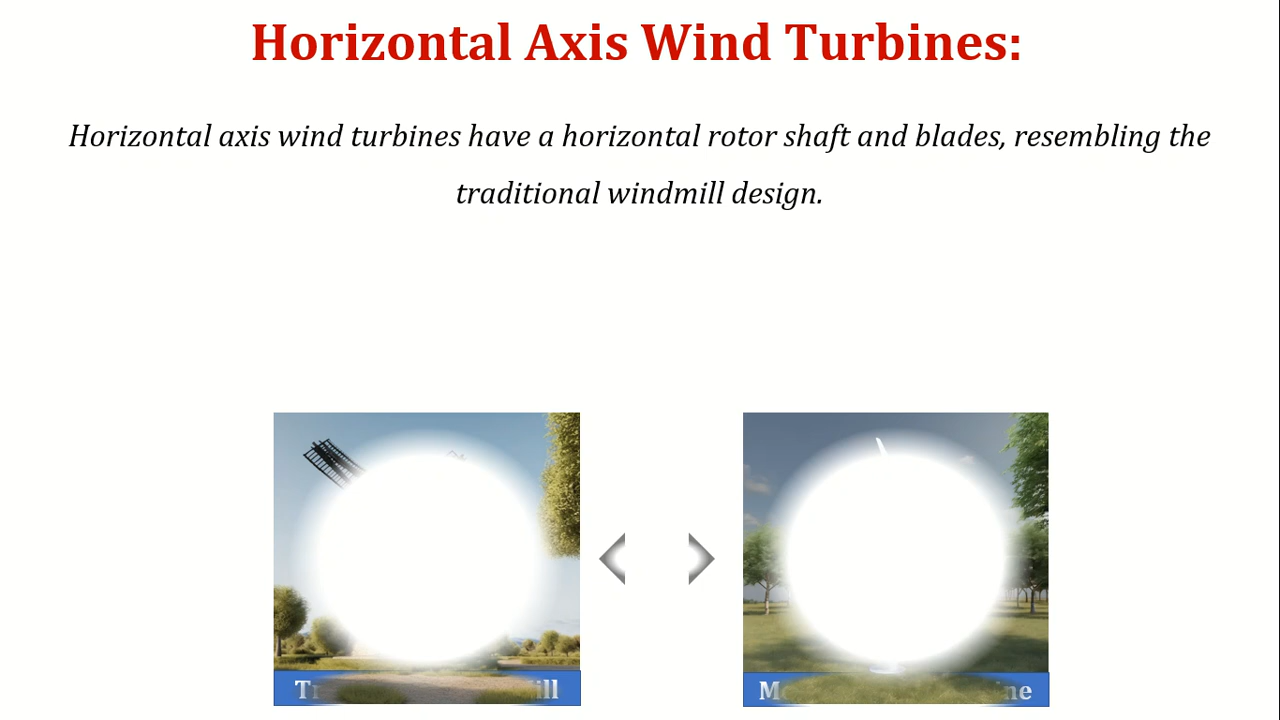 Horizontal Axis Wind Turbines:
Horizontal axis wind turbines have a horizontal rotor shaft and blades, resembling the
traditional windmill design.